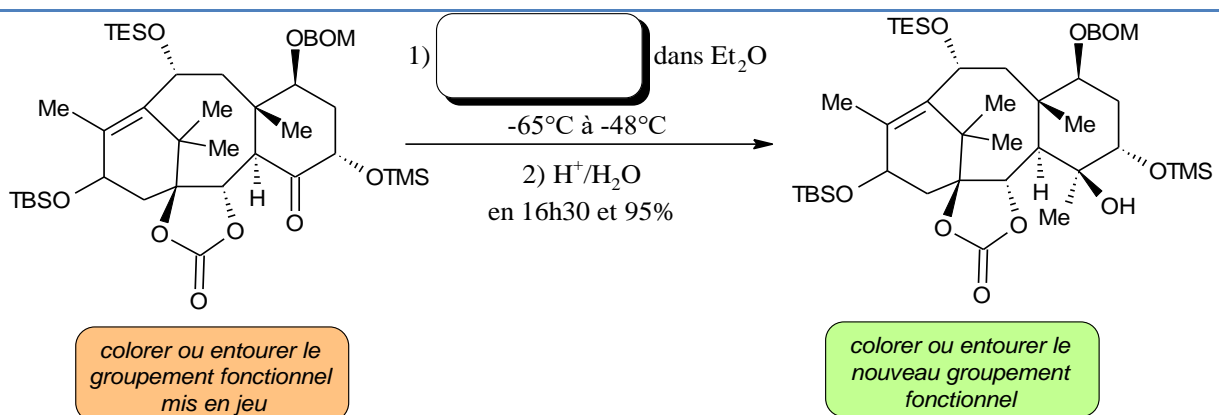 TESO
OBOM
Me
Me
Me
Me
TBSO
H
O
OTMS
O
O
O
1) dans Et₂O
-65°C à -48°C
2) H⁺/H₂O
en 16h30 et 95%
TESO
OBOM
Me
Me
Me
Me
TBSO
H
OTMS
Me
OH
O
O
O
colorer ou entourer le
groupement fonctionnel
mis en jeu
colorer ou entourer le
nouveau groupement
fonctionnel